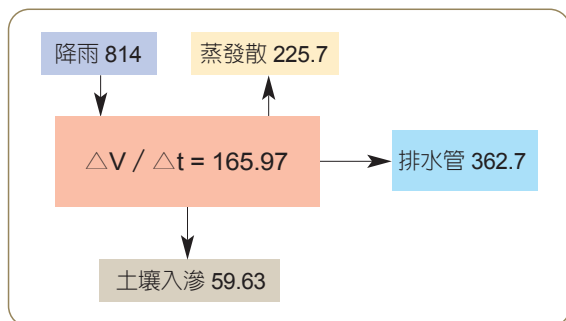 降雨 814
蒸發散 225.7
△V / △t = 165.97
排水管 362.7
土壤入滲 59.63